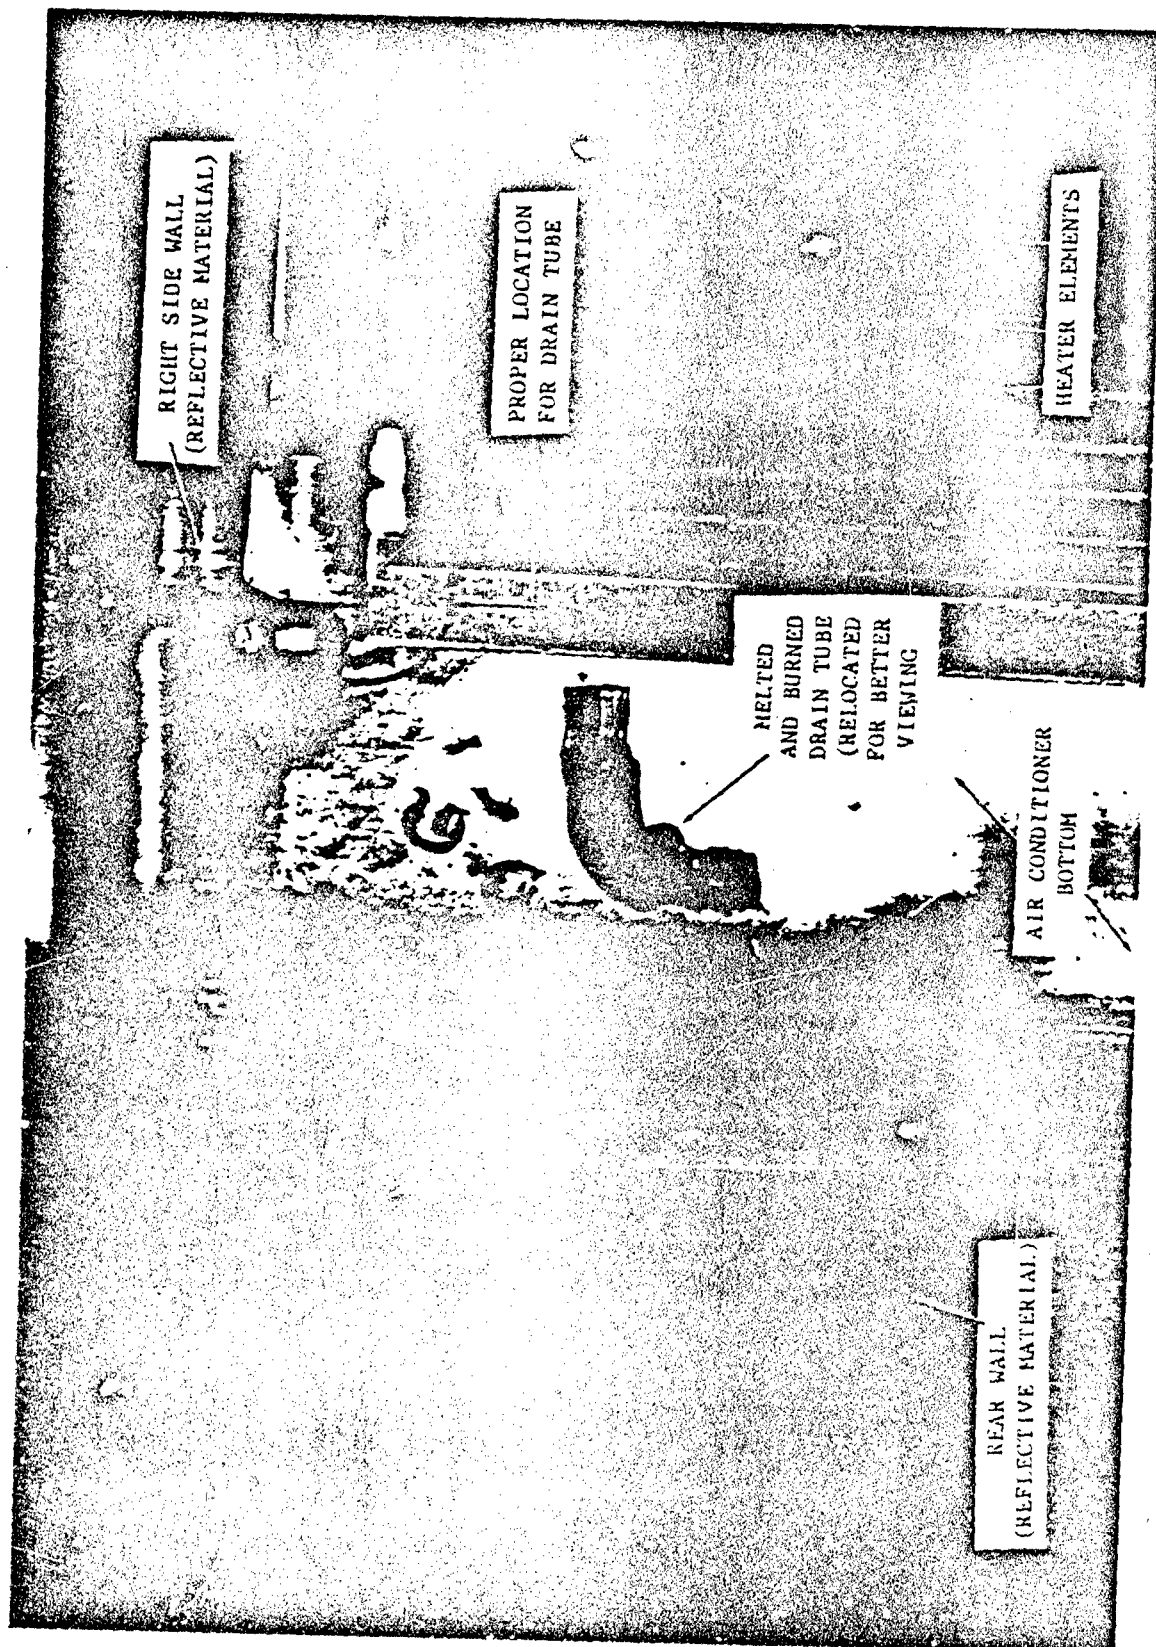 RIGHT SIDE WALL
(REFLECTIVE MATERIAL)
PROPER LOCATION
FOR DRAIN TUBE
HEATER ELEMENTS
MELTED
AND BURNED
DRAIN TUBE
(RELOCATED
FOR BETTER
VIEWING
AIR CONDITIONER
BOTTOM
REAR WALL
(REFLECTIVE MATERIAL)